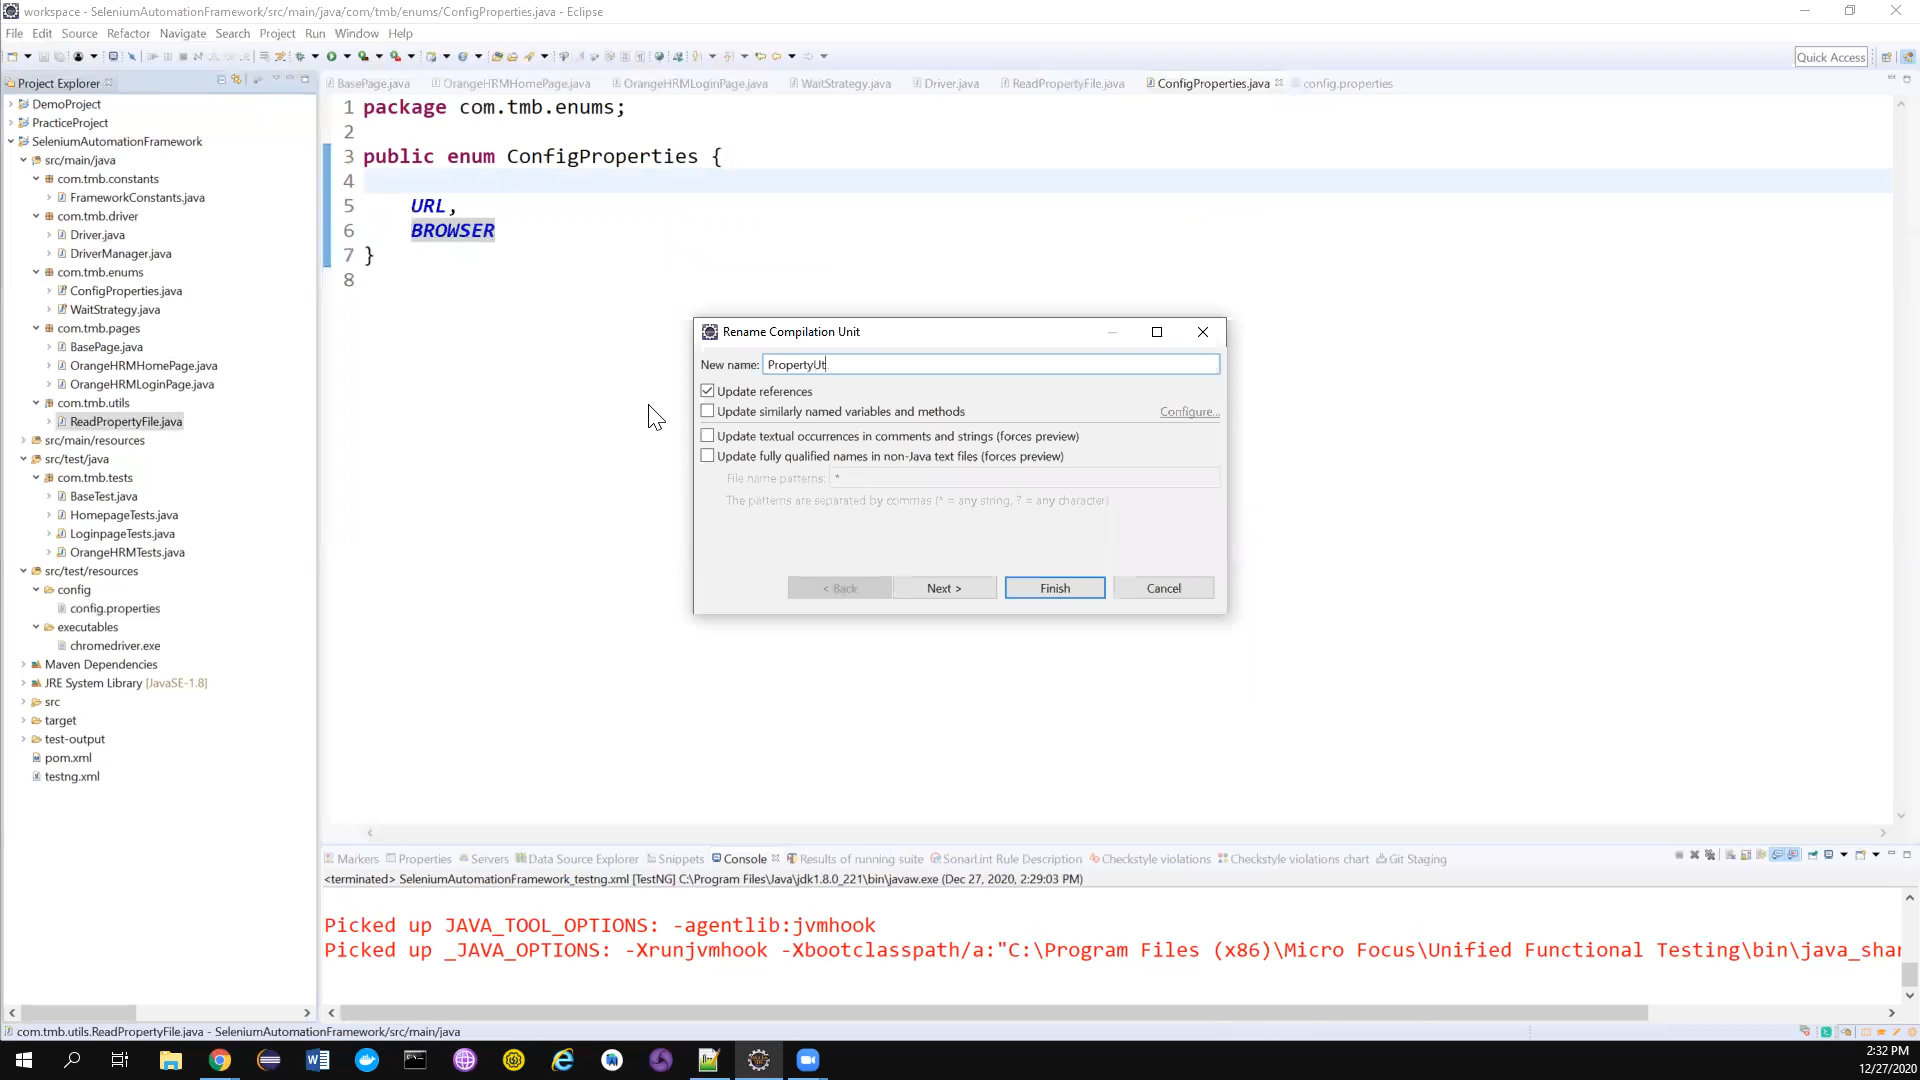 workspace - SeleniumAutomationFramework/src/main/java/com/tmb/enums/ConfigProperties.java - Eclipse
File Edit Source Refactor Navigate Search Project Run Window Help
Quick Access
Project Explorer
BasePage.java OrangeHRMHomePage.java OrangeHRMLoginPage.java WaitStrategy.java Driver.java ReadPropertyFile.java ConfigProperties.java config.properties
DemoProject
PracticeProject
SeleniumAutomationFramework
src/main/java
com.tmb.constants
FrameworkConstants.java
com.tmb.driver
Driver.java
DriverManager.java
com.tmb.enums
ConfigProperties.java
WaitStrategy.java
com.tmb.pages
BasePage.java
OrangeHRMHomePage.java
OrangeHRMLoginPage.java
com.tmb.utils
ReadPropertyFile.java
src/main/resources
src/test/java
com.tmb.tests
BaseTest.java
HomepageTests.java
LoginpageTests.java
OrangeHRMTests.java
src/test/resources
config
config.properties
executables
chromedriver.exe
Maven Dependencies
JRE System Library [JavaSE-1.8]
src
target
test-output
pom.xml
testng.xml
1 package com.tmb.enums;
2
3 public enum ConfigProperties {
4
5 URL,
6 BROWSER
7 }
8
Rename Compilation Unit
New name: PropertyUt
Update references
Update similarly named variables and methods Configure...
Update textual occurrences in comments and strings (forces preview)
Update fully qualified names in non-Java text files (forces preview)
File name patterns: *
The patterns are separated by commas (* = any string, ? = any character)
< Back Next > Finish Cancel
Markers Properties Servers Data Source Explorer Snippets Console Results of running suite SonarLint Rule Description Checkstyle violations Checkstyle violations chart Git Staging
<terminated> SeleniumAutomationFramework_testng.xml [TestNG] C:\Program Files\Java\jdk1.8.0_221\bin\javaw.exe (Dec 27, 2020, 2:29:03 PM)
Picked up JAVA_TOOL_OPTIONS: -agentlib:jvmhook
Picked up _JAVA_OPTIONS: -Xrunjvmhook -Xbootclasspath/a:"C:\Program Files (x86)\Micro Focus\Unified Functional Testing\bin\java_shar
com.tmb.utils.ReadPropertyFile.java - SeleniumAutomationFramework/src/main/java
2:32 PM
12/27/2020